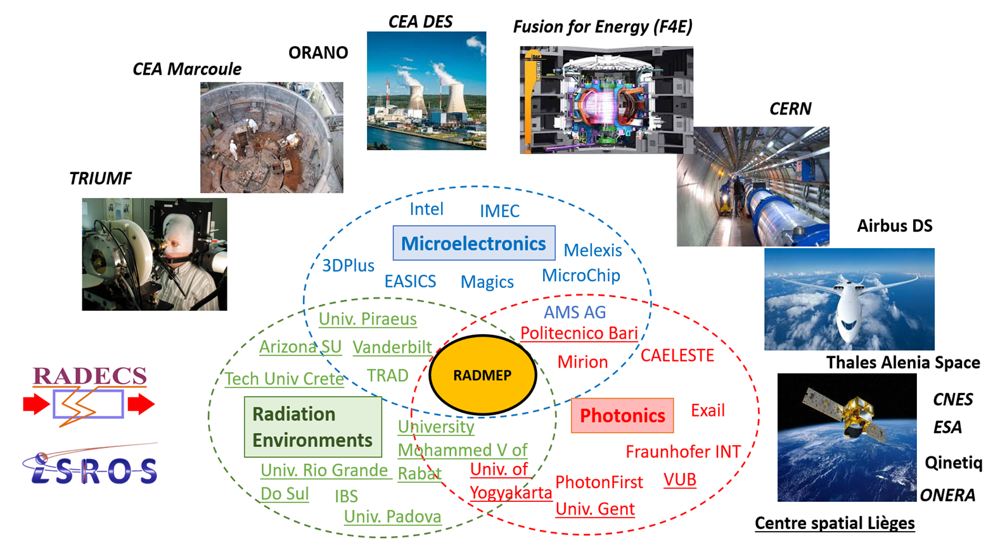 CEA DES
Fusion for Energy (F4E)
ORANO
CEA Marcoule
CERN
TRIUMF
Airbus DS
Intel
IMEC
Microelectronics
Melexis
3DPlus
MicroChip
EASICS
Magics
AMS AG
Univ. Piraeus
Politecnico Bari
Arizona SU
Vanderbilt
CAELESTE
Mirion
Thales Alenia Space
RADMEP
TRAD
Tech Univ Crete
RADECS
CNES
Radiation
Environments
Photonics
Exail
ESA
University
Mohammed V of
Rabat
Fraunhofer INT
Qinetiq
iSROS
Univ. Rio Grande
Do Sul
Univ. of
Yogyakarta
PhotonFirst
VUB
IBS
ONERA
Univ. Gent
Univ. Padova
Centre spatial Lièges